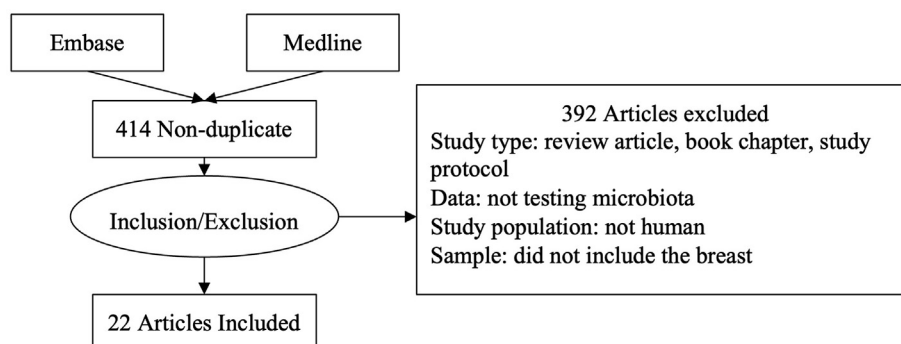 Embase
Medline
414 Non-duplicate
392 Articles excluded
Study type: review article, book chapter, study
protocol
Data: not testing microbiota
Study population: not human
Sample: did not include the breast
Inclusion/Exclusion
22 Articles Included